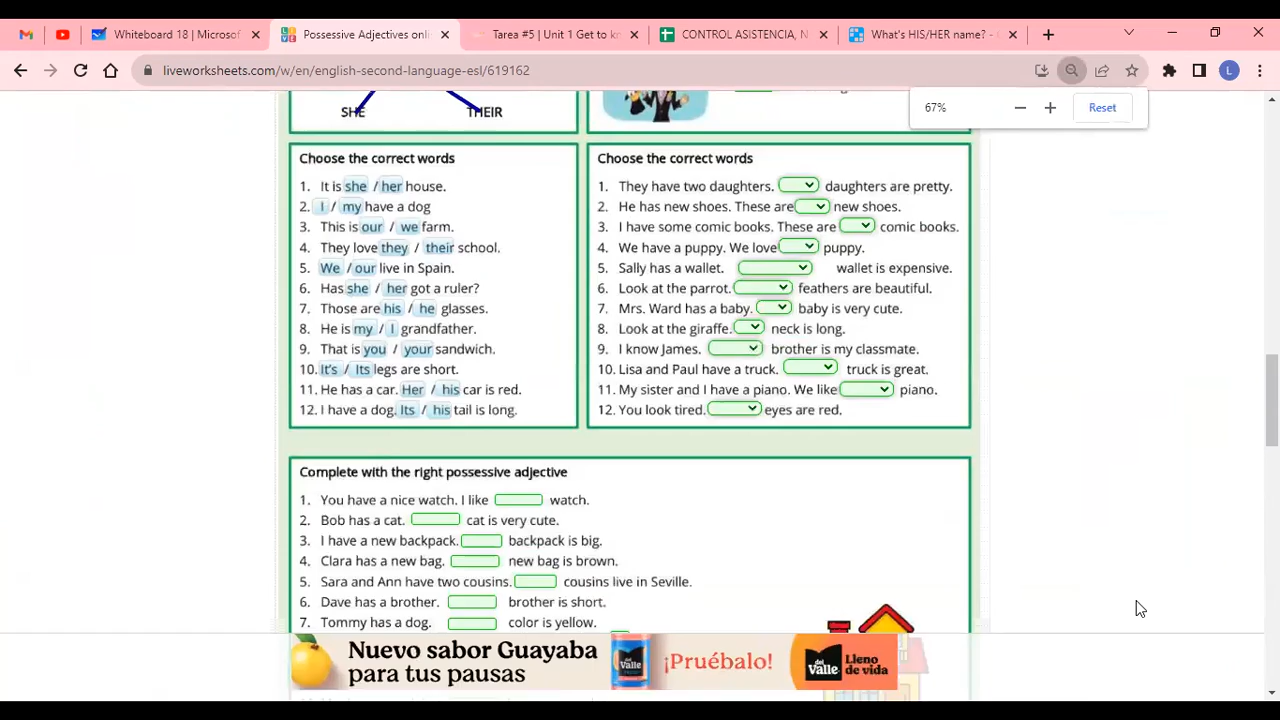 Whiteboard 18 | Microsof
Possessive Adjectives onli
Tarea #5 | Unit 1 Get to kn
CONTROL ASISTENCIA, N
What's HIS/HER name? -
liveworksheets.com/w/en/english-second-language-esl/619162
L
67%
Reset
SHE THEIR
Choose the correct words
1. It is she / her house.
2. I / my have a dog
3. This is our / we farm.
4. They love they / their school.
5. We / our live in Spain.
6. Has she / her got a ruler?
7. Those are his / he glasses.
8. He is my / I grandfather.
9. That is you / your sandwich.
10. It's / Its legs are short.
11. He has a car. Her / his car is red.
12. I have a dog. Its / his tail is long.
Choose the correct words
1. They have two daughters. daughters are pretty.
2. He has new shoes. These are new shoes.
3. I have some comic books. These are comic books.
4. We have a puppy. We love puppy.
5. Sally has a wallet. wallet is expensive.
6. Look at the parrot. feathers are beautiful.
7. Mrs. Ward has a baby. baby is very cute.
8. Look at the giraffe. neck is long.
9. I know James. brother is my classmate.
10. Lisa and Paul have a truck. truck is great.
11. My sister and I have a piano. We like piano.
12. You look tired. eyes are red.
Complete with the right possessive adjective
1. You have a nice watch. I like watch.
2. Bob has a cat. cat is very cute.
3. I have a new backpack. backpack is big.
4. Clara has a new bag. new bag is brown.
5. Sara and Ann have two cousins. cousins live in Seville.
6. Dave has a brother. brother is short.
7. Tommy has a dog. color is yellow.
Nuevo sabor Guayaba
para tus pausas
¡Pruébalo!
del Valle
Lleno
de vida